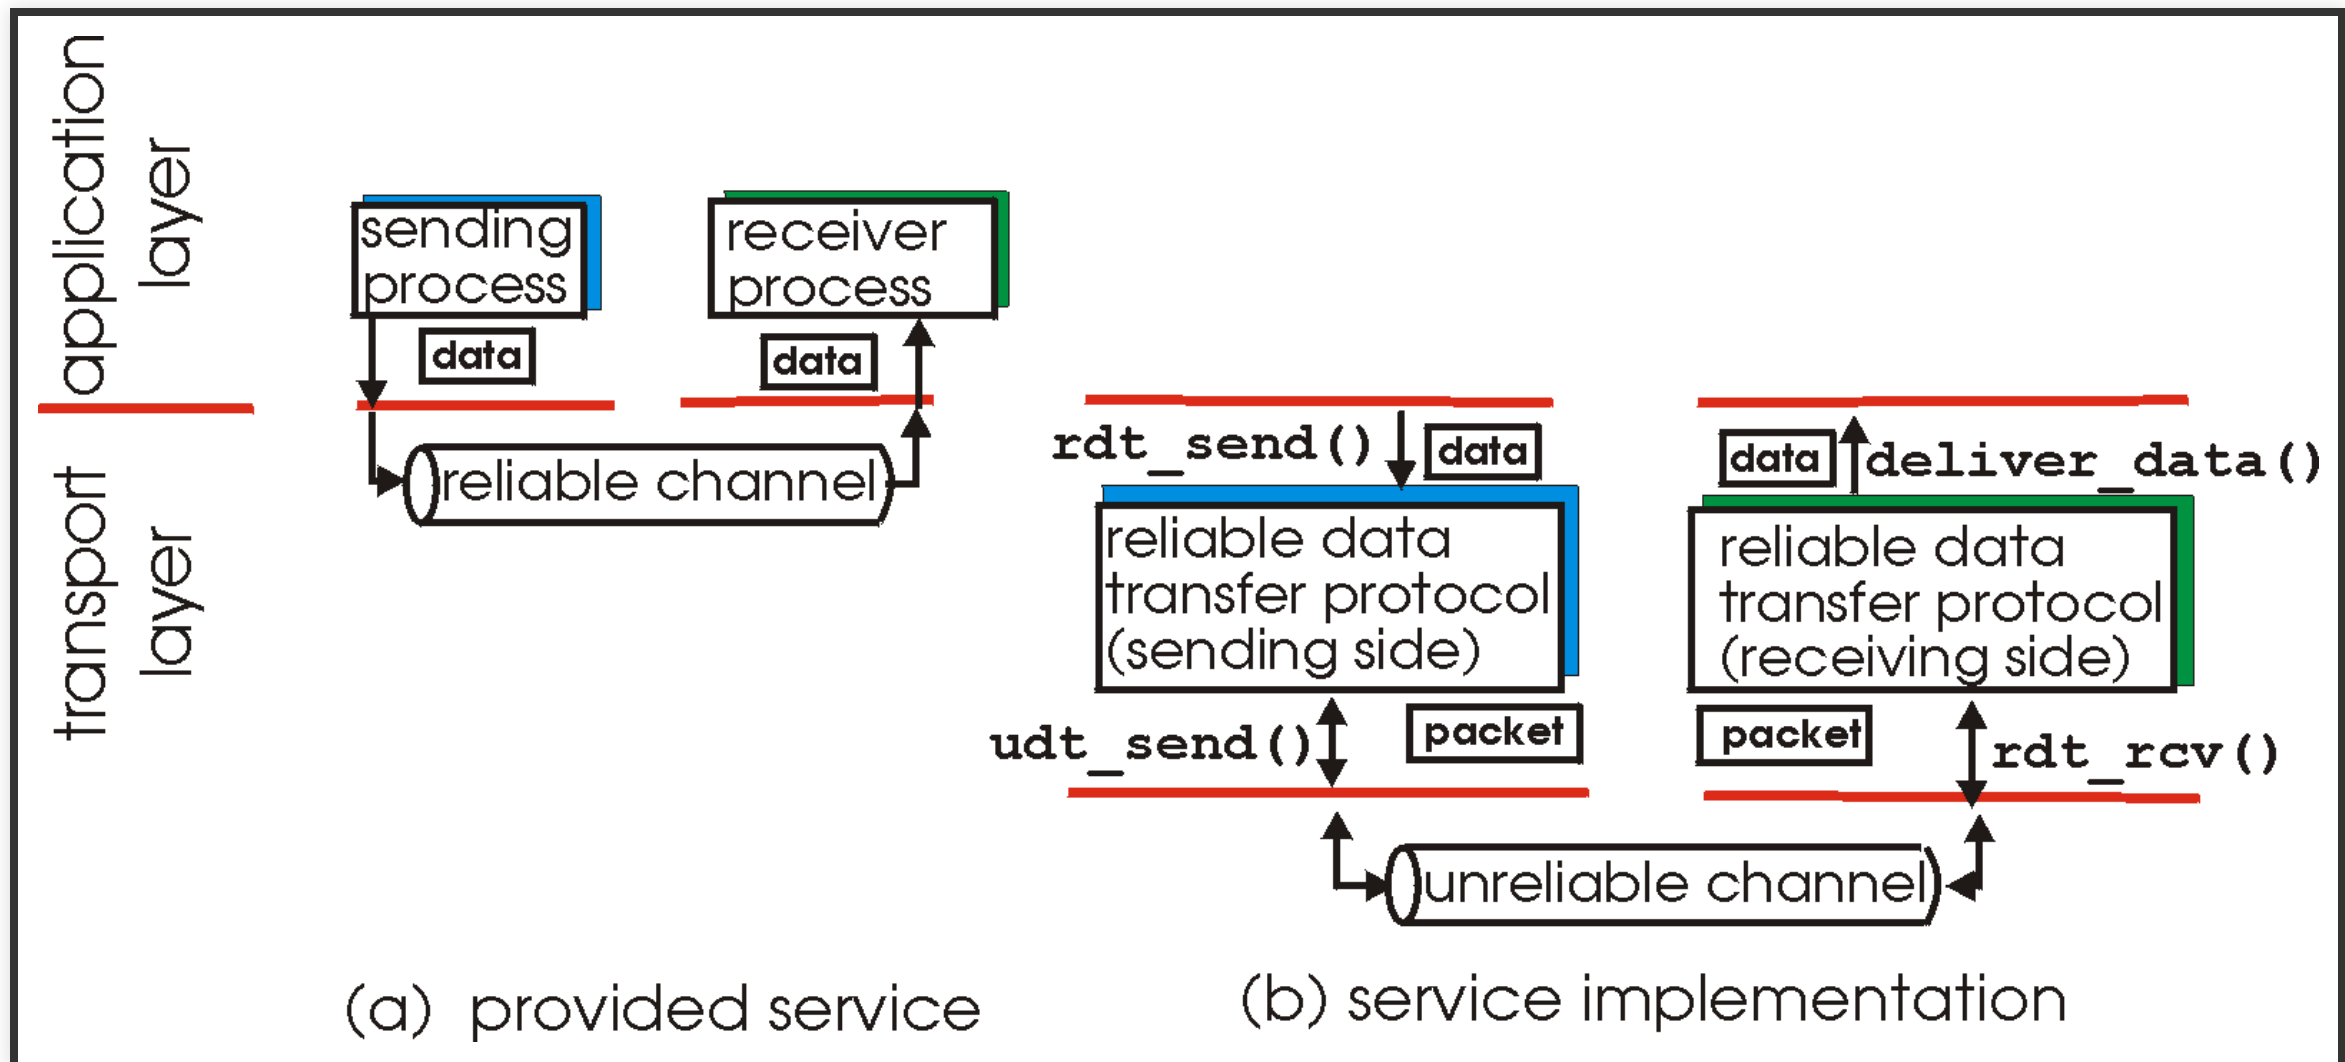 application
layer
transport
layer
sending
process
receiver
process
data
data
reliable channel
(a) provided service
rdt_send()
data
data
deliver_data()
reliable data
transfer protocol
(sending side)
reliable data
transfer protocol
(receiving side)
udt_send()
packet
packet
rdt_rcv()
unreliable channel
(b) service implementation